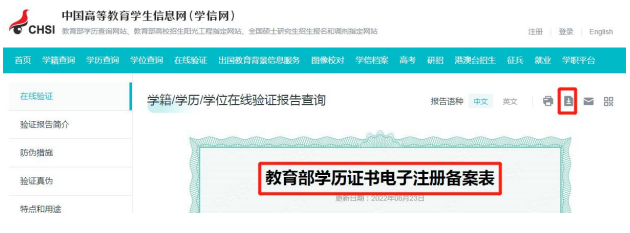 中国高等教育学生信息网(学信网)
CHSI 教育部学历查询网站、教育部高校招生阳光工程指定网站、全国硕士研究生招生报名和调剂指定网站
注册 登录 English
首页 学籍查询 学历查询 学位查询 在线验证 出国教育背景信息服务 图像校对 学信档案 高考 研招 港澳台招生 征兵 就业 学职平台
在线验证
学籍/学历/学位在线验证报告查询
报告语种 中文 英文
验证报告简介
防伪措施
教育部学历证书电子注册备案表
验证真伪
更新日期：2022年06月23日
特点和用途